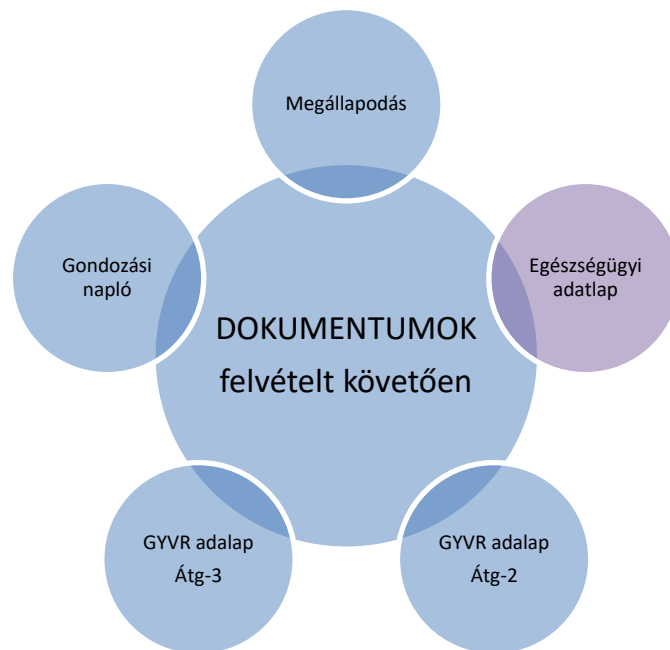 Megállapodás
Egészségügyi
adatlap
Gondozási
napló
DOKUMENTUMOK
felvételt követően
GYVR adalap
Átg-3
GYVR adalap
Átg-2